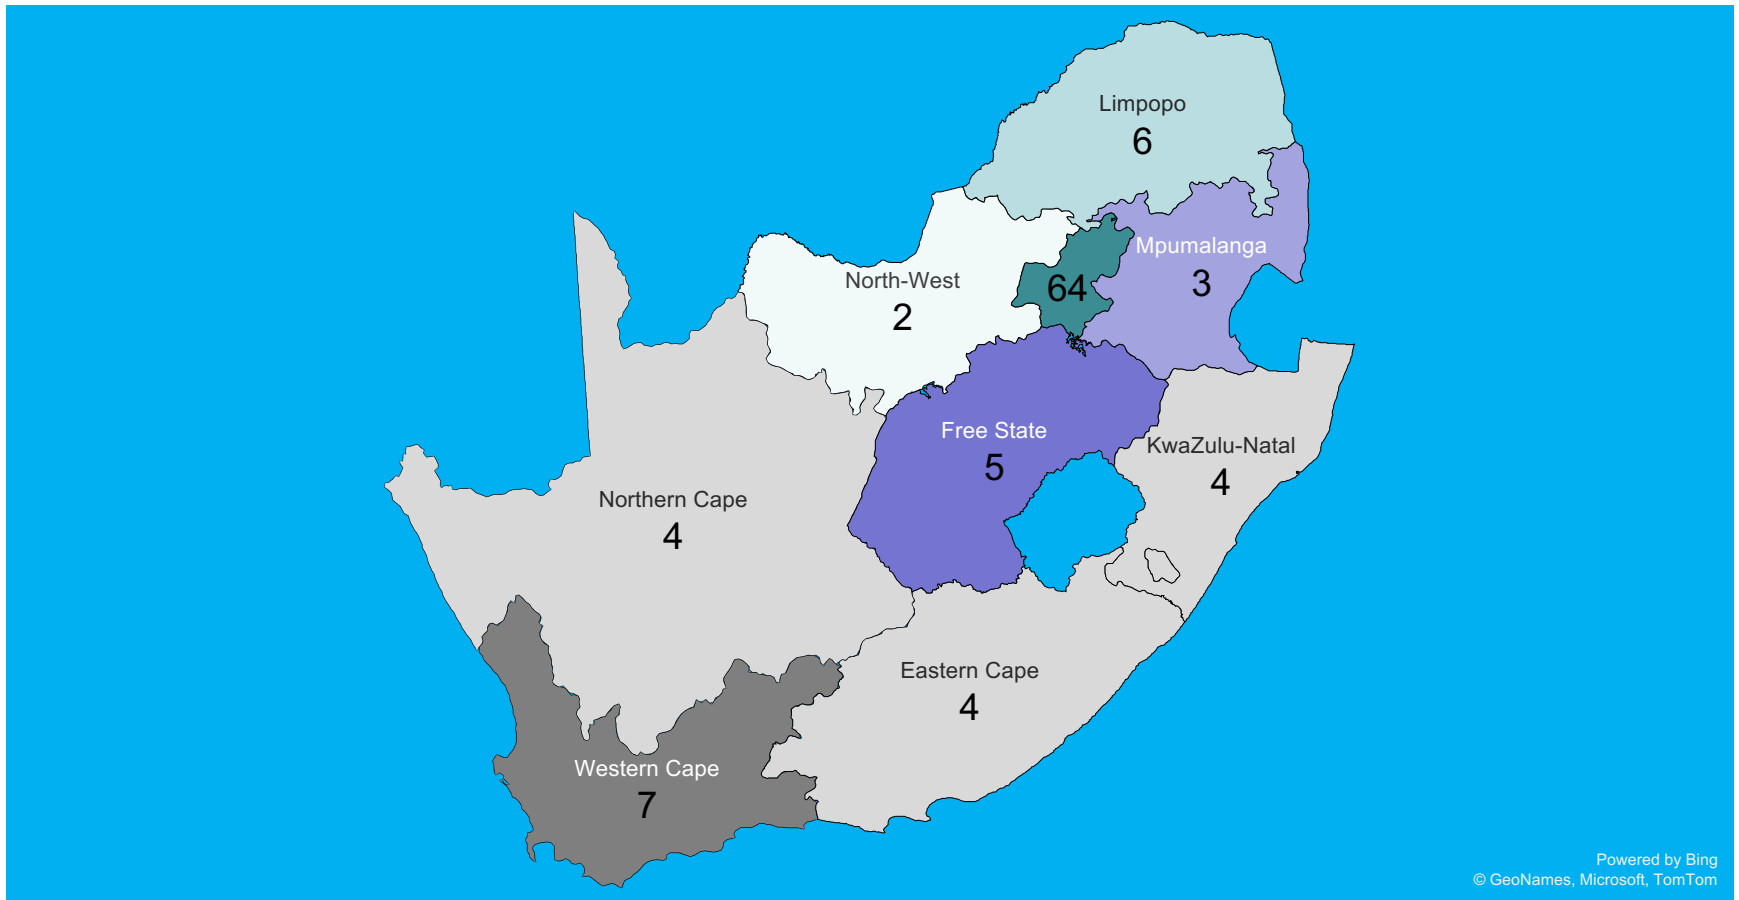 Limpopo
6
Mpumalanga
3
North-West
2
64
Free State
5
KwaZulu-Natal
4
Northern Cape
4
Eastern Cape
4
Western Cape
7
Powered by Bing
© GeoNames, Microsoft, TomTom